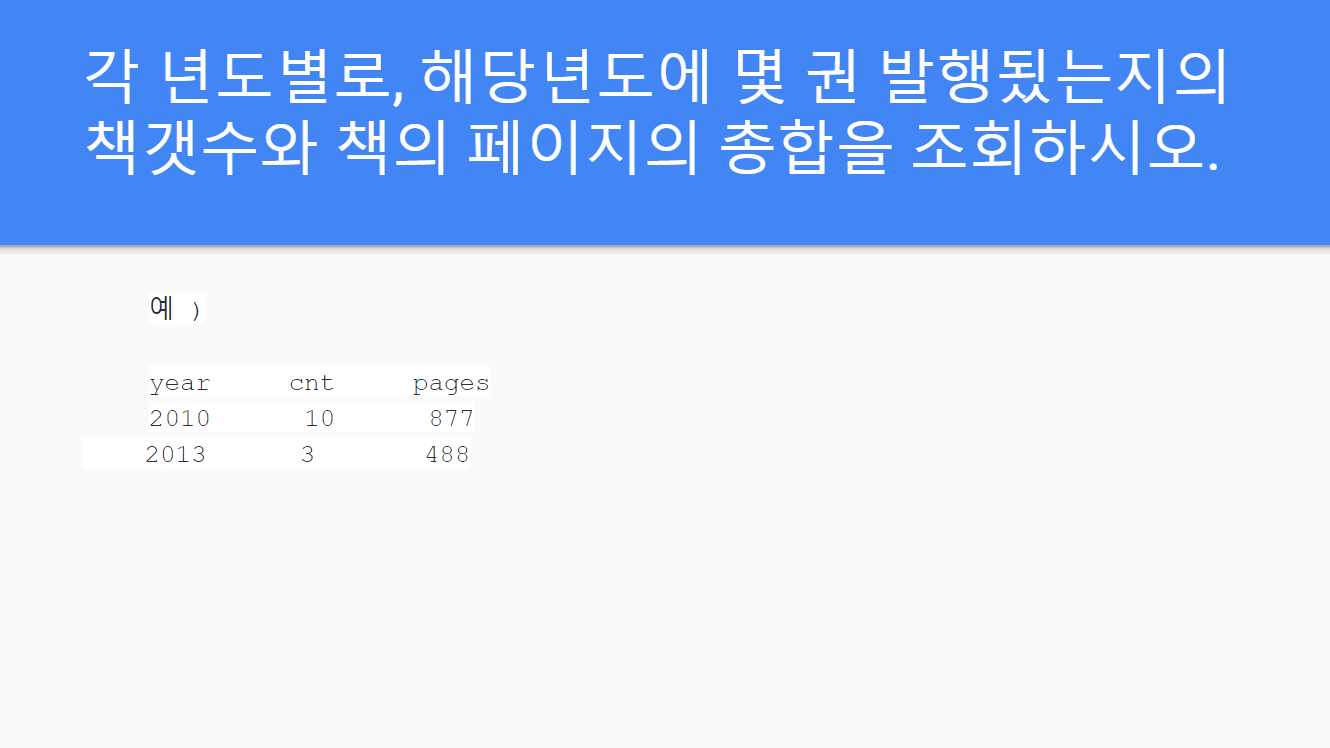 각 년도별로, 해당년도에 몇 권 발행됬는지의
책갯수와 책의 페이지의 총합을 조회하시오.
예 )
year cnt pages
2010 10 877
2013 3 488